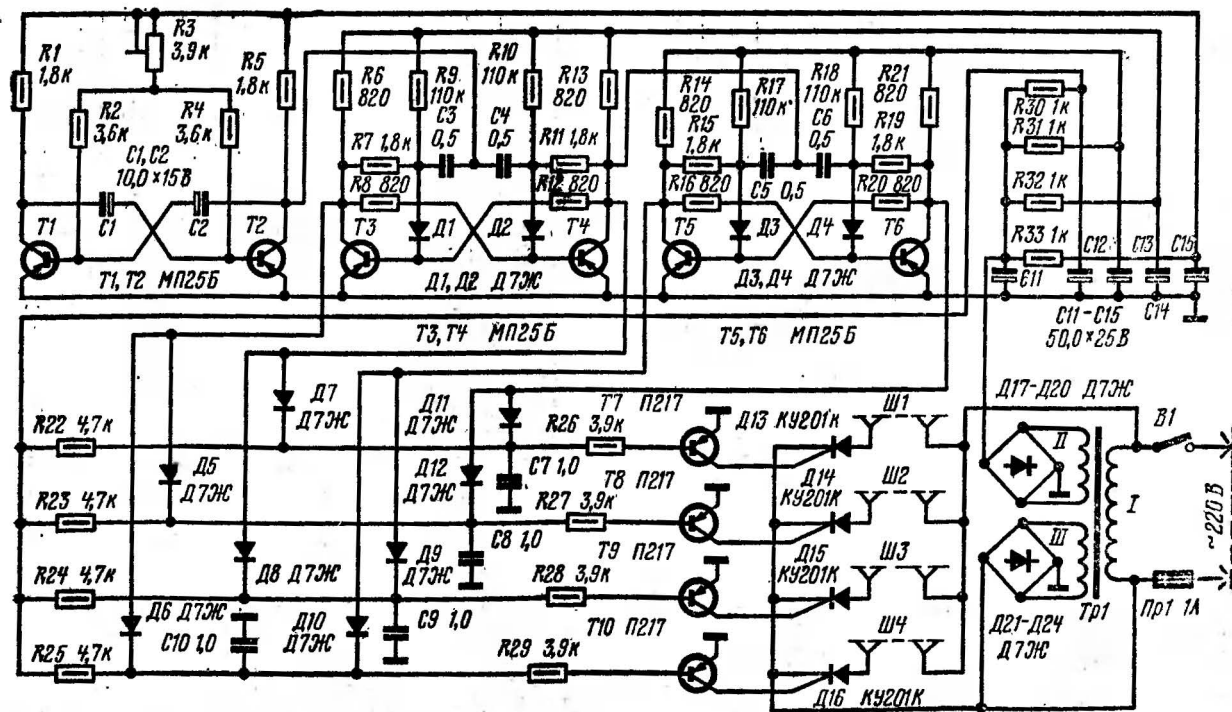 R1
1,8к
R3
3,9к
R5
1,8к
R2
3,6к
R4
3,6к
C1, C2
10,0 × 15 В
C1
C2
T1
T2
T1, T2 МП25Б
R6
820
R9
110к
R10
110к
R13
820
C3
0,5
C4
0,5
R7 1,8к
R11 1,8к
R8 820
R12 820
T3
Д1
Д2
T4
Д1, Д2 Д7Ж
T3, T4 МП25Б
R14
820
R17
110к
R18
110к
R21
820
R15
1,8к
C6
0,5
R19
1,8к
R16 820
C5 0,5
R20 820
T5
Д3
Д4
T6
Д3, Д4 Д7Ж
T5, T6 МП25Б
R30 1к
R31 1к
R32 1к
R33 1к
C11
C12
C13
C15
C14
C11–C15
50,0 × 25 В
R22 4,7к
Д7
Д7Ж
Д11
Д7Ж
R26 3,9к
T7 П217
Д13 КУ201к
Ш1
Д17–Д20 Д7Ж
В1
Д5
Д7Ж
Д12
Д7Ж
C7 1,0
T8 П217
Д14
КУ201К
Ш2
II
I
~220 В
R23 4,7к
R27 3,9к
C8 1,0
T9 П217
Д15
КУ201К
Ш3
III
Д8 Д7Ж
Д9
Д7Ж
R24 4,7к
R28 3,9к
Тр1
Пр1 1А
Д6 Д7Ж
C10 1,0
Д10
Д7Ж
C9 1,0
T10 П217
Ш4
Д21–Д24
Д7Ж
R25 4,7к
R29 3,9к
Д16 КУ201К